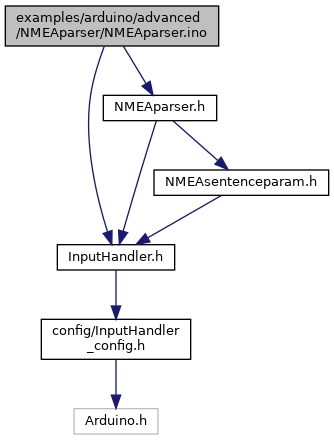 examples/arduino/advanced
/NMEAparser/NMEAparser.ino
NMEAparser.h
NMEAsentenceparam.h
InputHandler.h
config/InputHandler
_config.h
Arduino.h